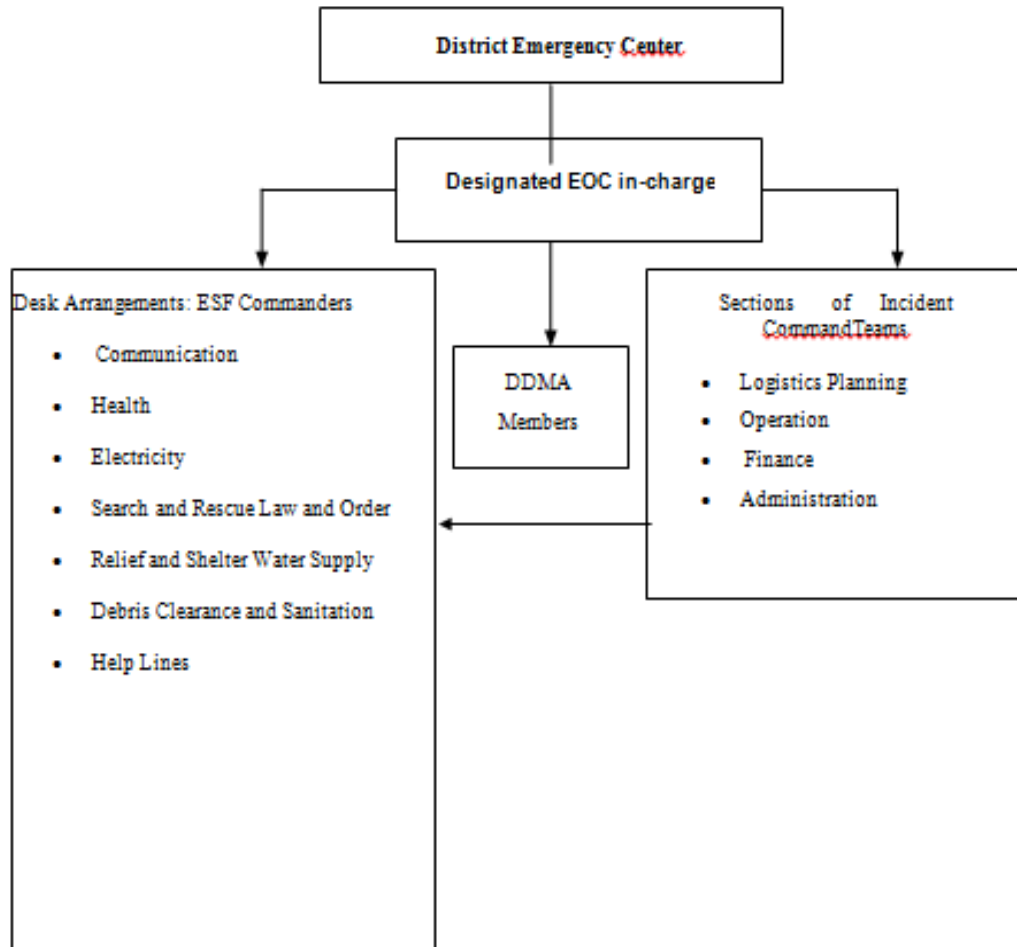 District Emergency Center
Designated EOC in-charge
Desk Arrangements: ESF Commanders
• Communication
• Health
• Electricity
• Search and Rescue Law and Order
• Relief and Shelter Water Supply
• Debris Clearance and Sanitation
• Help Lines
DDMA
Members
Sections of Incident
CommandTeams
• Logistics Planning
• Operation
• Finance
• Administration